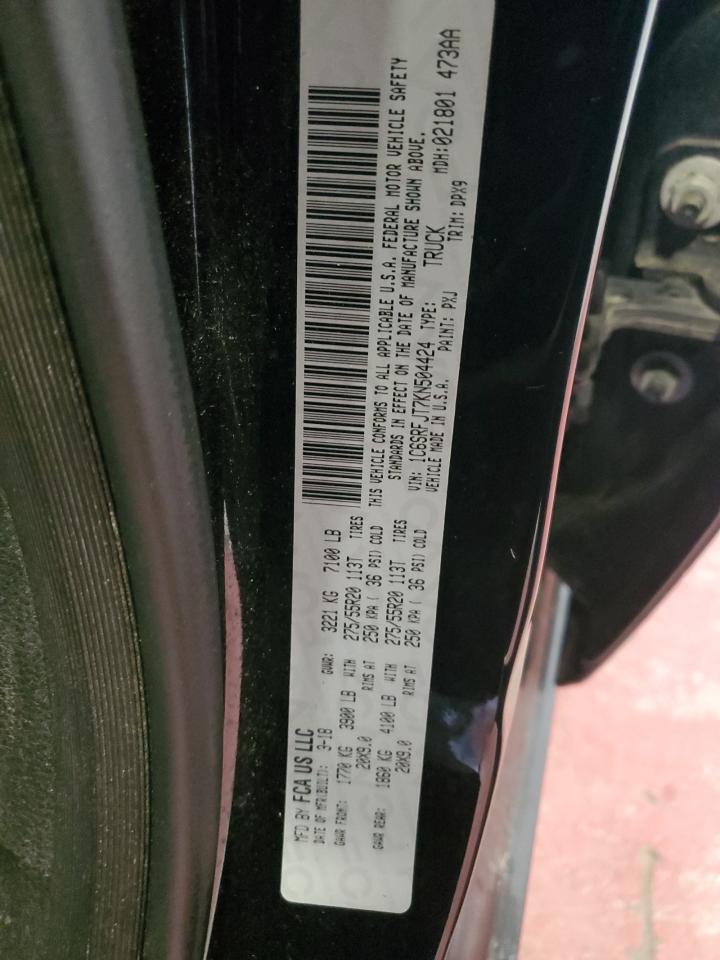 MFD BY FCA US LLC
DATE OF MFR(BUILT): 3-18 GVWR: 3221 KG 7100 LB
GAWR FRONT: 1770 KG 3900 LB WITH 275/55R20 113T TIRES
20X9.0 RIMS AT 250 KPA ( 36 PSI) COLD
GAWR REAR: 1860 KG 4100 LB WITH 275/55R20 113T TIRES
20X9.0 RIMS AT 250 KPA ( 36 PSI) COLD
THIS VEHICLE CONFORMS TO ALL APPLICABLE U.S.A. FEDERAL MOTOR VEHICLE SAFETY
STANDARDS IN EFFECT ON THE DATE OF MANUFACTURE SHOWN ABOVE.
VIN: 1C6SRFJT7KN504424 TYPE: TRUCK MDH:021801 473AA
VEHICLE MADE IN U.S.A. PAINT: PXJ TRIM: DPX9